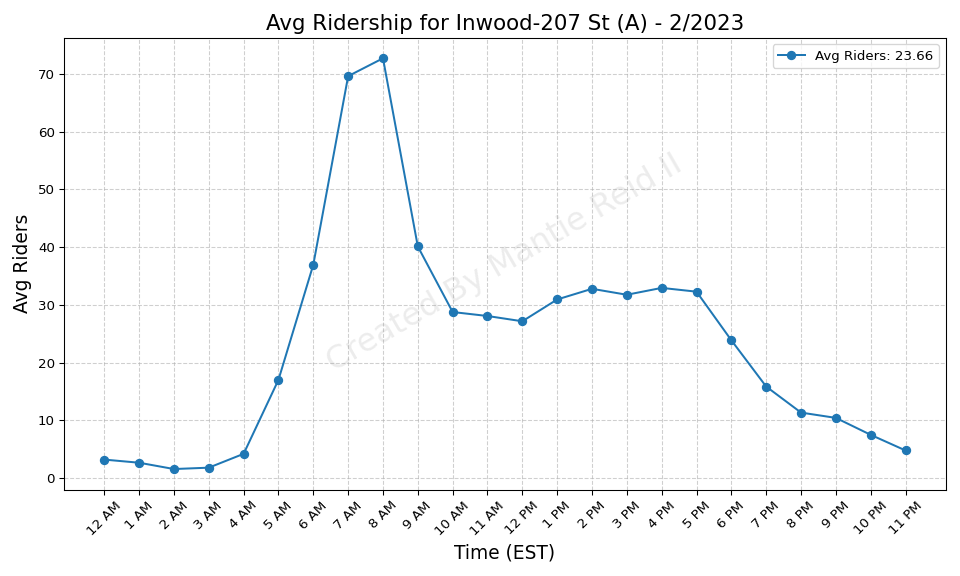 Avg Ridership for Inwood-207 St (A) - 2/2023
Avg Riders: 23.66
Avg Riders
70
60
50
40
30
20
10
0
Created By Mantie Reid II
12 AM
1 AM
2 AM
3 AM
4 AM
5 AM
6 AM
7 AM
8 AM
9 AM
10 AM
11 AM
12 PM
1 PM
2 PM
3 PM
4 PM
5 PM
6 PM
7 PM
8 PM
9 PM
10 PM
11 PM
Time (EST)